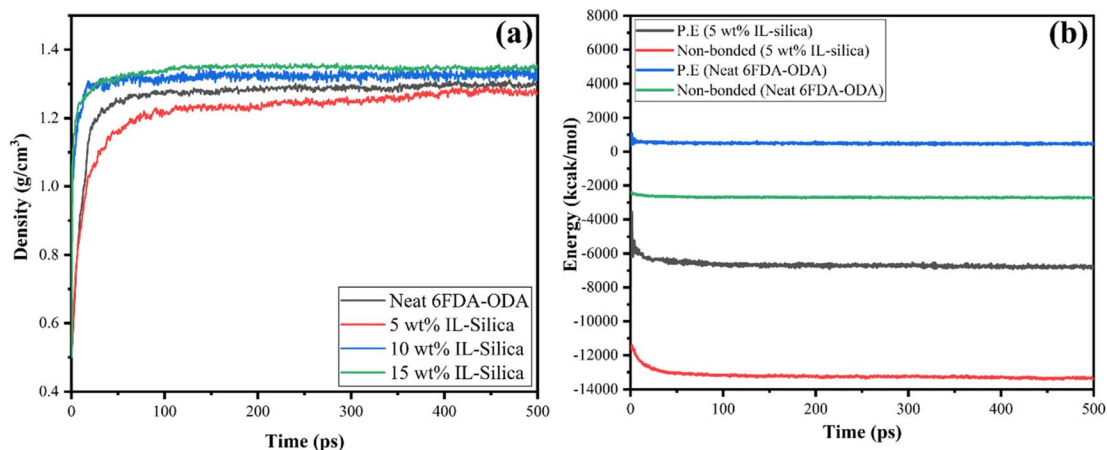 (a)
1.4
1.2
1.0
0.8
0.6
0.4
Density (g/cm³)
0
100
200
300
400
500
Time (ps)
Neat 6FDA-ODA
5 wt% IL-Silica
10 wt% IL-Silica
15 wt% IL-Silica
(b)
8000
6000
4000
2000
0
-2000
-4000
-6000
-8000
-10000
-12000
-14000
Energy (kcak/mol)
0
100
200
300
400
500
Time (ps)
P.E (5 wt% IL-silica)
Non-bonded (5 wt% IL-silica)
P.E (Neat 6FDA-ODA)
Non-bonded (Neat 6FDA-ODA)